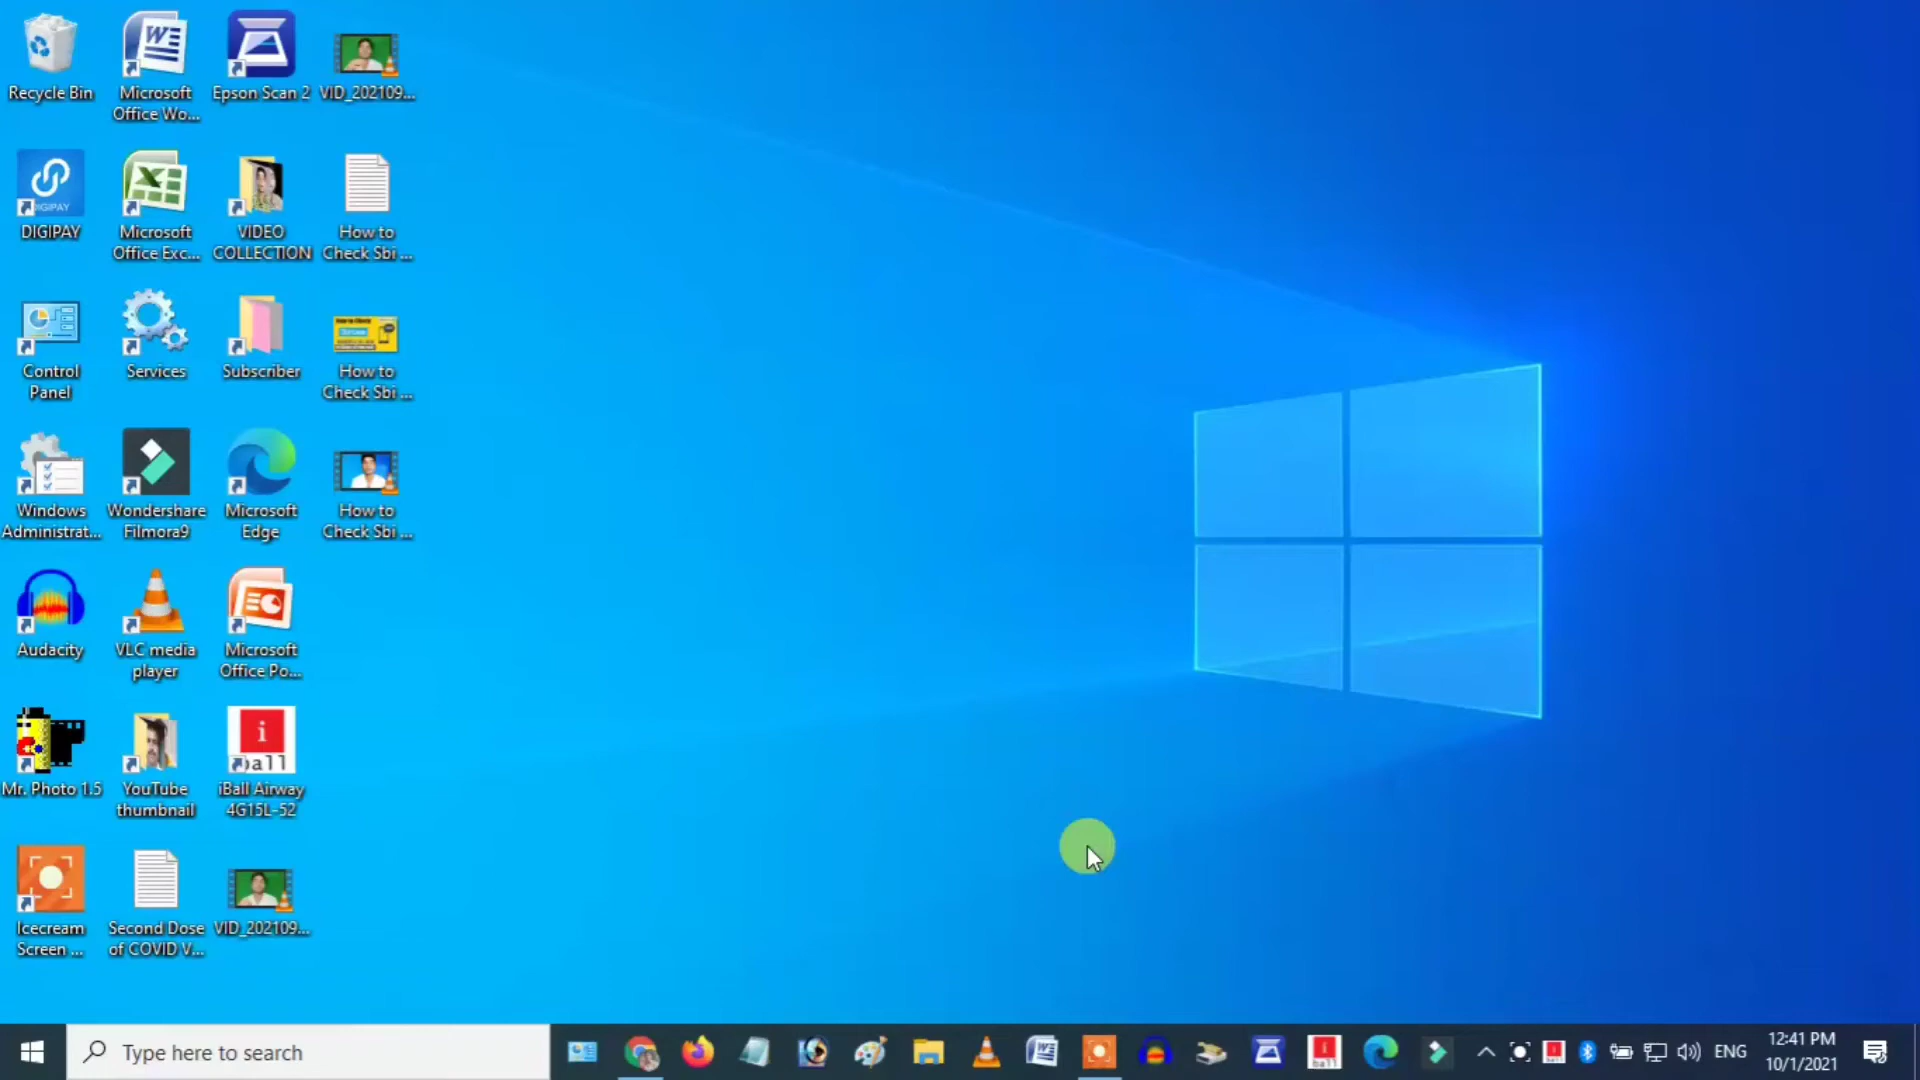 Recycle Bin
Microsoft
Office Wo...
Epson Scan 2
VID_202109...
DIGIPAY
DIGIPAY
Microsoft
Office Exc...
VIDEO
COLLECTION
How to
Check Sbi ...
Control
Panel
Services
Subscriber
How to
Check Sbi ...
Windows
Administrat...
Wondershare
Filmora9
Microsoft
Edge
How to
Check Sbi ...
Audacity
VLC media
player
Microsoft
Office Po...
i
ball
Mr. Photo 1.5
YouTube
thumbnail
iBall Airway
4G15L-52
Icecream
Screen ...
Second Dose
of COVID V...
VID_202109...
Type here to search
ENG
12:41 PM
10/1/2021